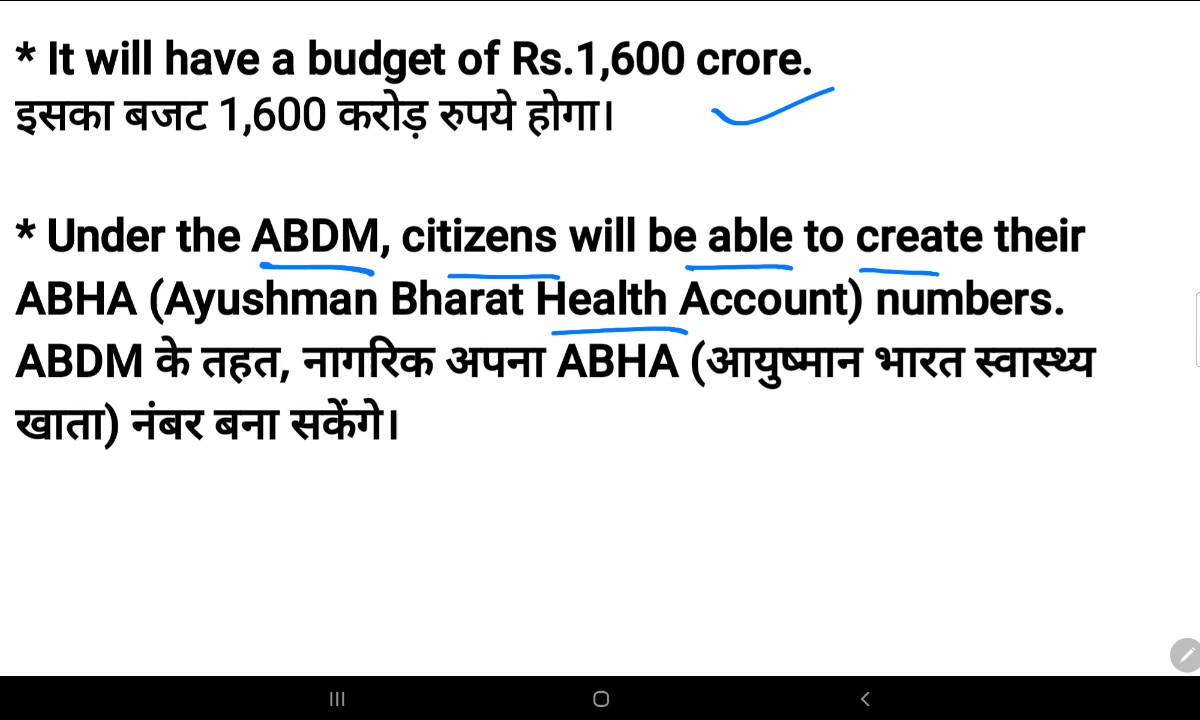 * It will have a budget of Rs.1,600 crore.
इसका बजट 1,600 करोड़ रुपये होगा।
* Under the ABDM, citizens will be able to create their
ABHA (Ayushman Bharat Health Account) numbers.
ABDM के तहत, नागरिक अपना ABHA (आयुष्मान भारत स्वास्थ्य
खाता) नंबर बना सकेंगे।